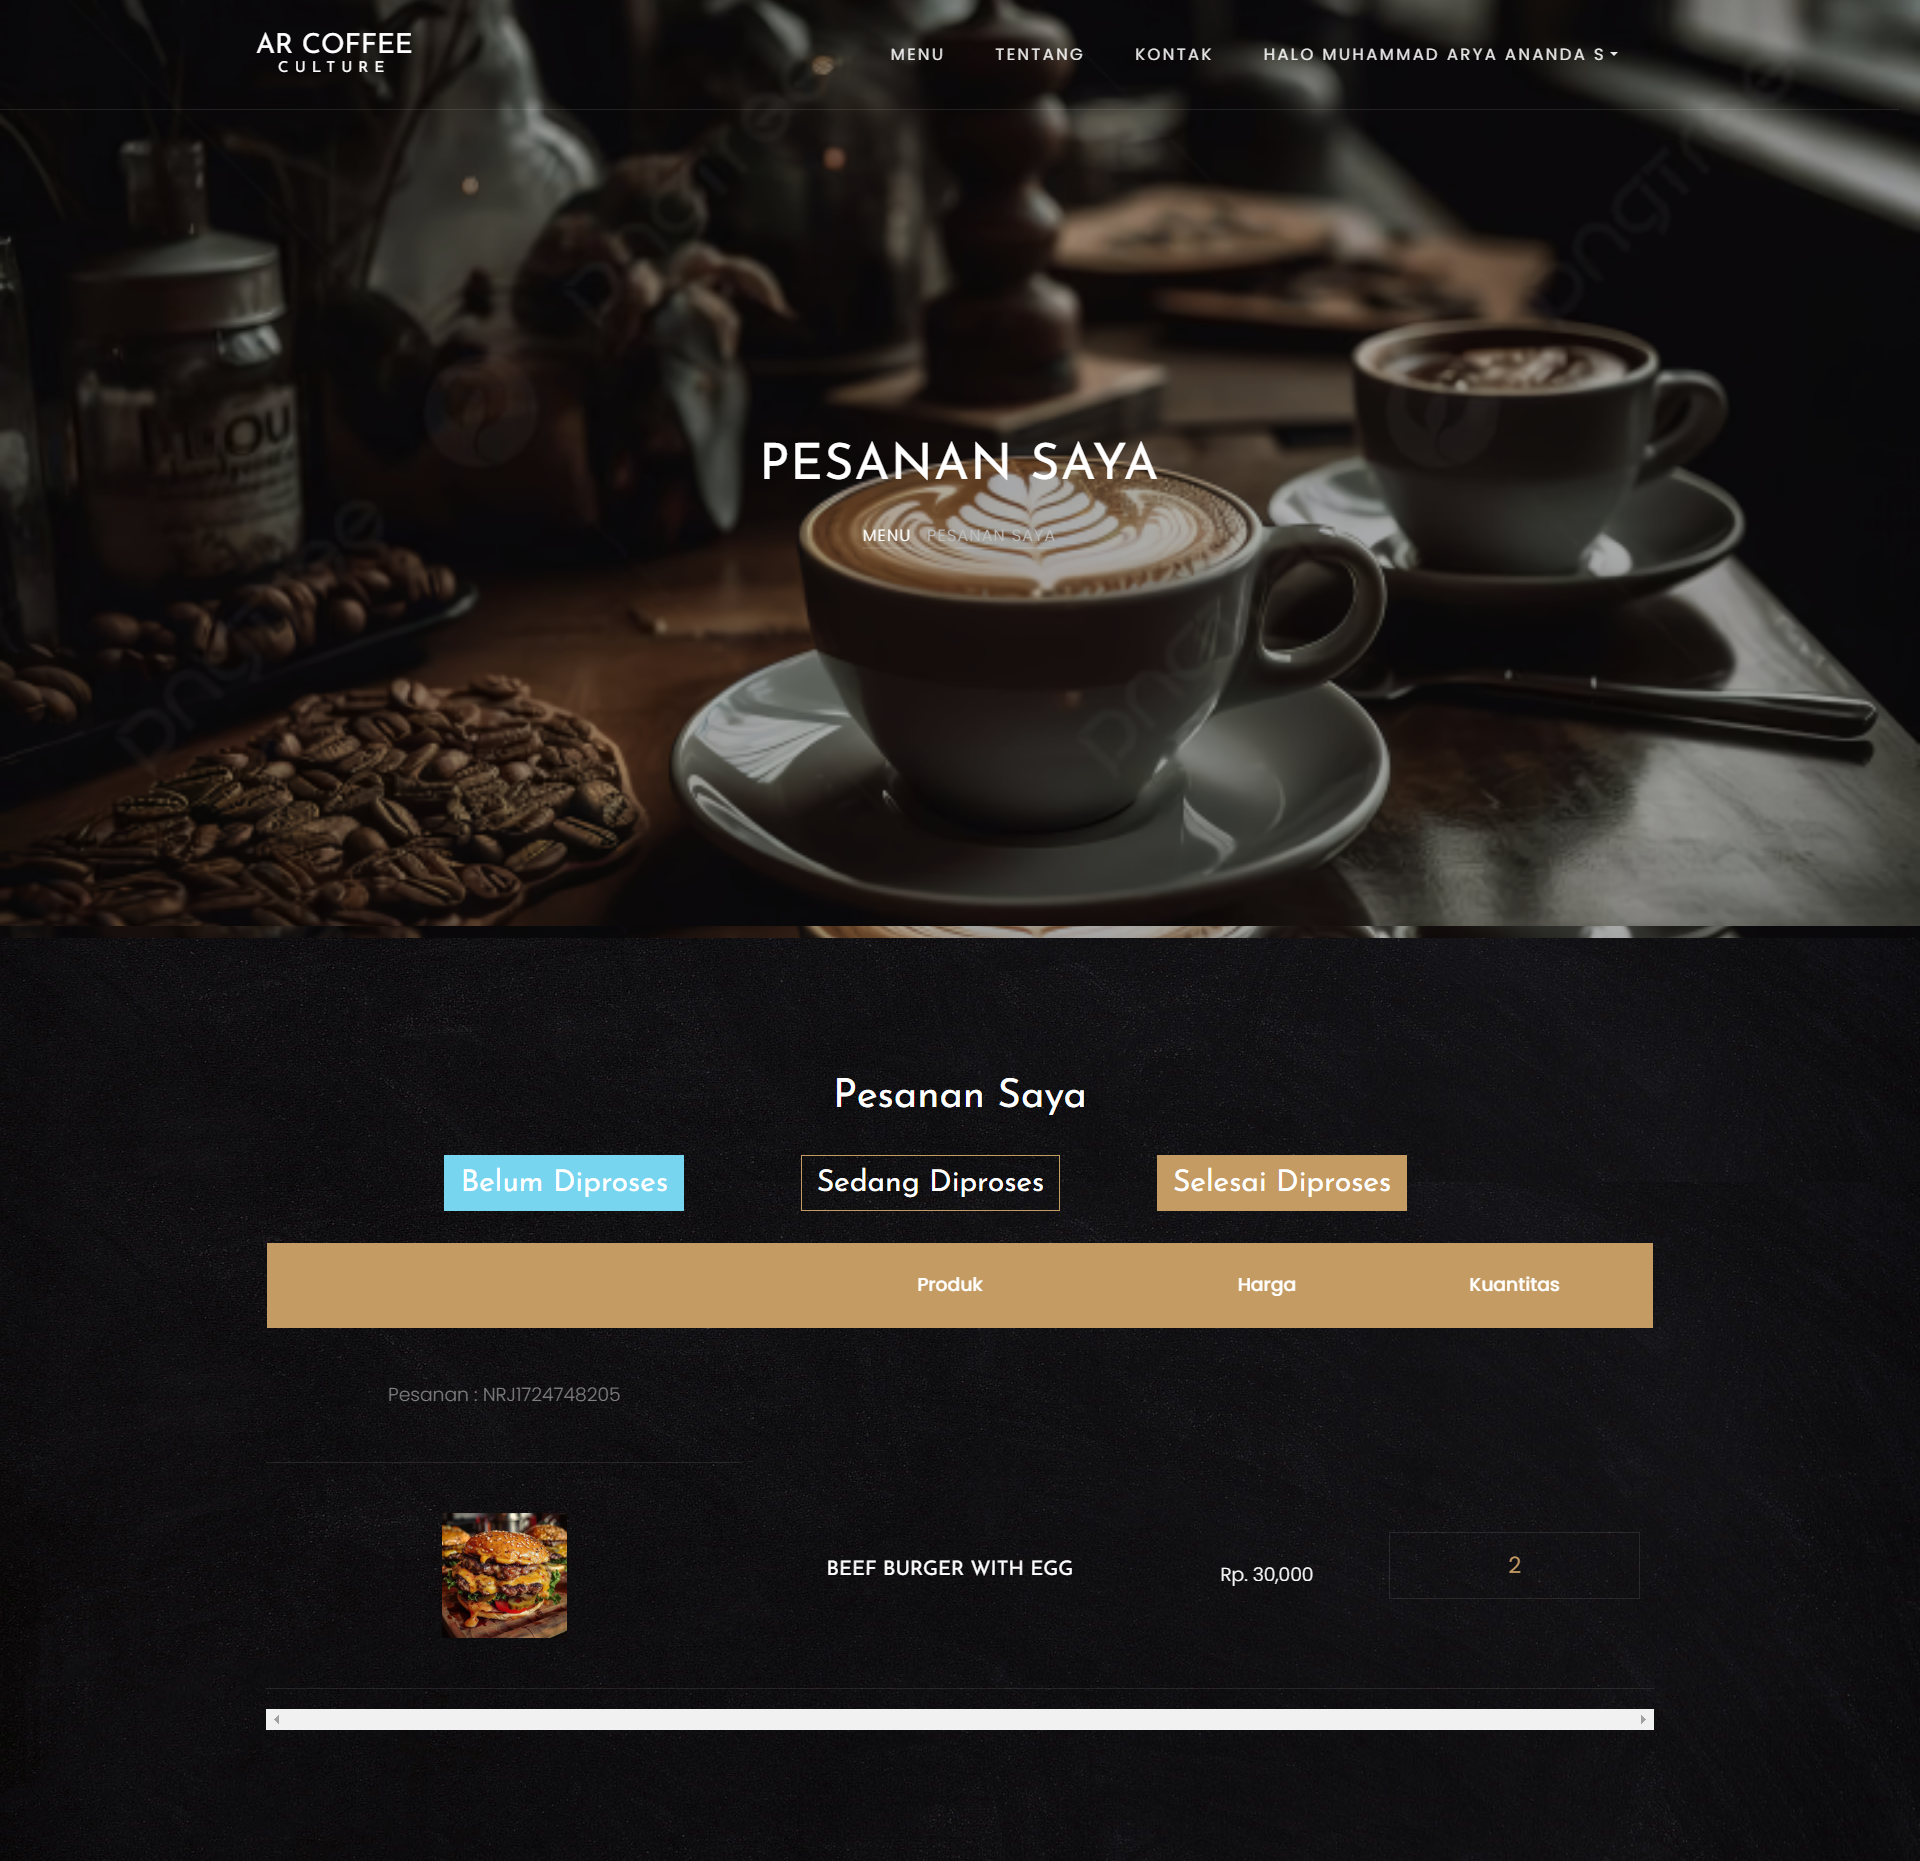 AR COFFEE
CULTURE
MENU TENTANG KONTAK HALO MUHAMMAD ARYA ANANDA S
PESANAN SAYA
MENU PESANAN SAYA
Pesanan Saya
Belum Diproses Sedang Diproses Selesai Diproses
Produk Harga Kuantitas
Pesanan : NRJ1724748205
BEEF BURGER WITH EGG Rp. 30,000 2